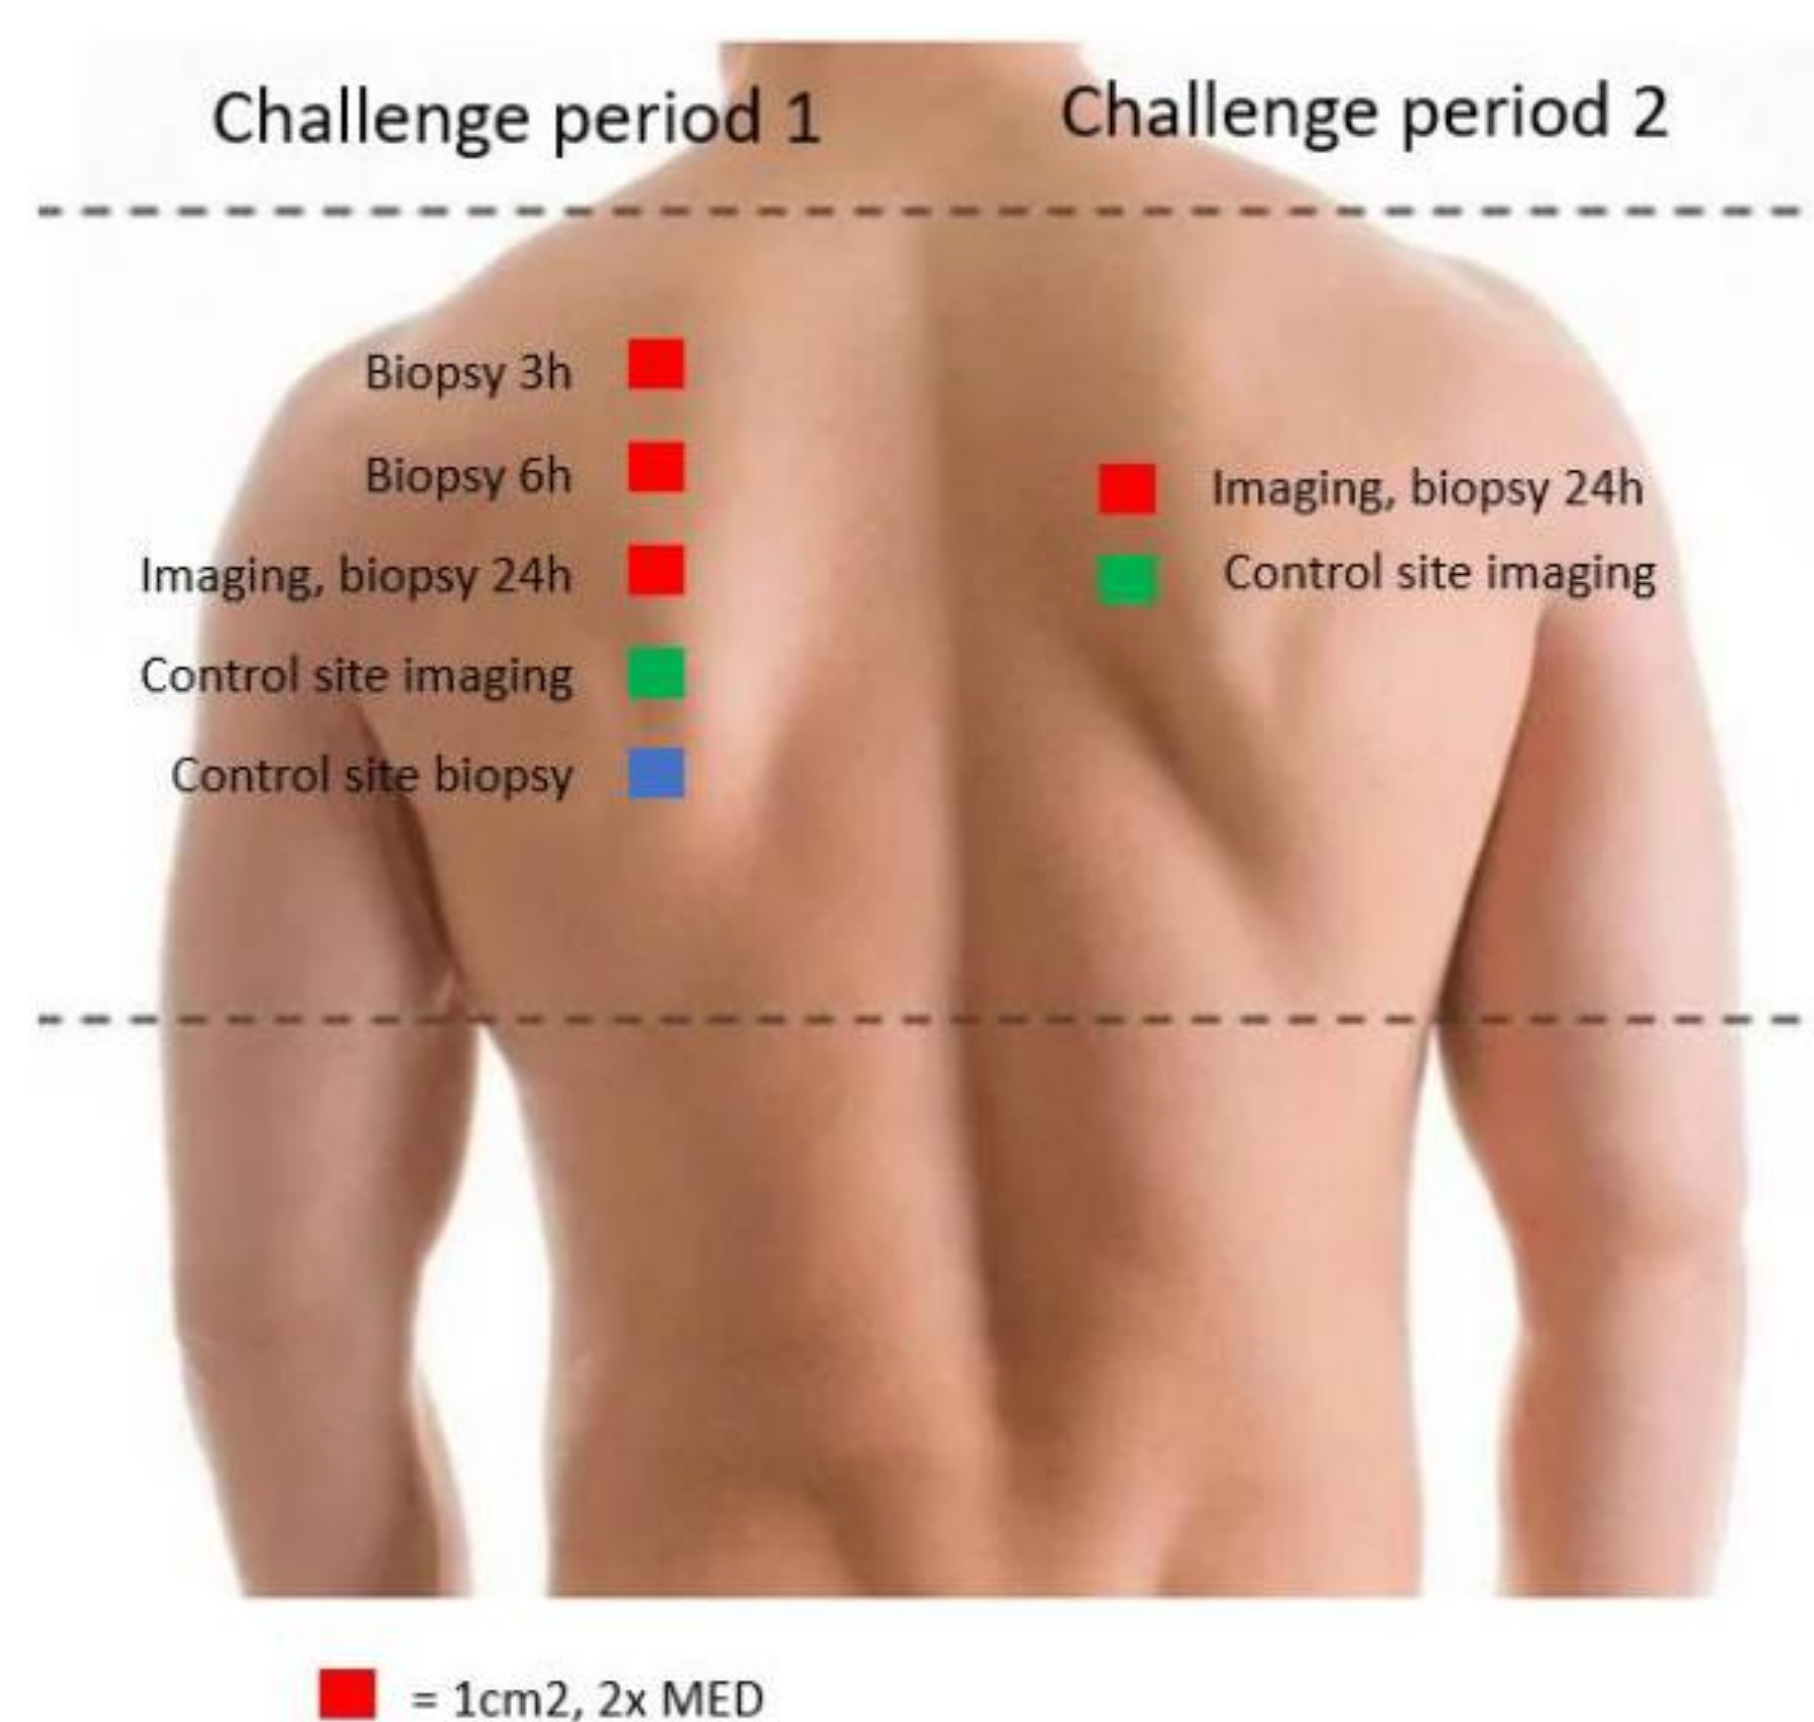 Challenge period 1
Challenge period 2
Biopsy 3h
Biopsy 6h
Imaging, biopsy 24h
Control site imaging
Control site biopsy
Imaging, biopsy 24h
Control site imaging
= 1cm2, 2x MED